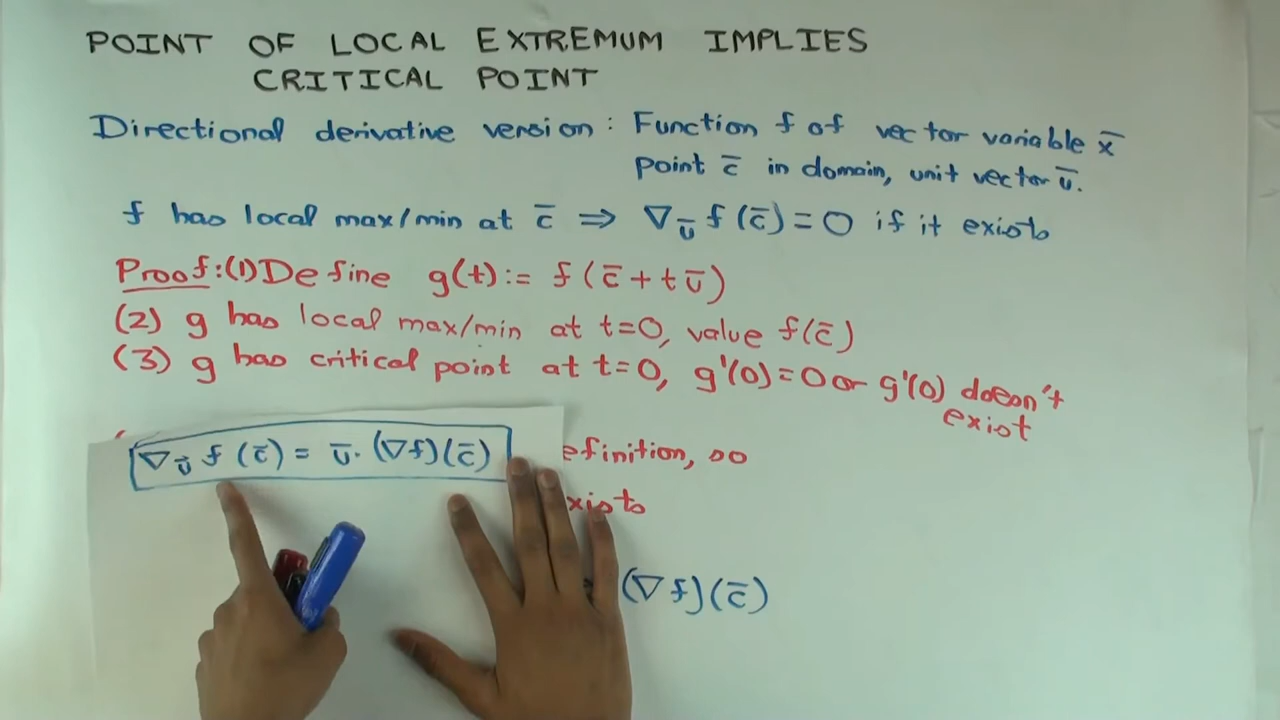 POINT OF LOCAL EXTREMUM IMPLIES
CRITICAL POINT
Directional derivative version: Function f of vector variable x̄
point c̄ in domain, unit vector ū.
f has local max/min at c̄ ⇒ ∇_ū f(c̄) = 0 if it exists
Proof: (1) Define g(t) := f(c̄ + tū)
(2) g has local max/min at t=0, value f(c̄)
(3) g has critical point at t=0, g'(0) = 0 or g'(0) doesn't
exist
∇_ū f(c̄) = ū · (∇f)(c̄)
efinition, so
xists
(∇f)(c̄)